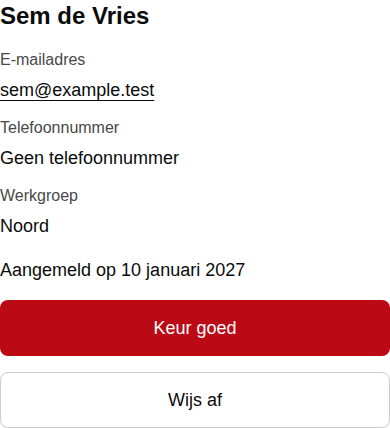 Sem de Vries
E-mailadres
sem@example.test
Telefoonnummer
Geen telefoonnummer
Werkgroep
Noord
Aangemeld op 10 januari 2027
Keur goed
Wijs af